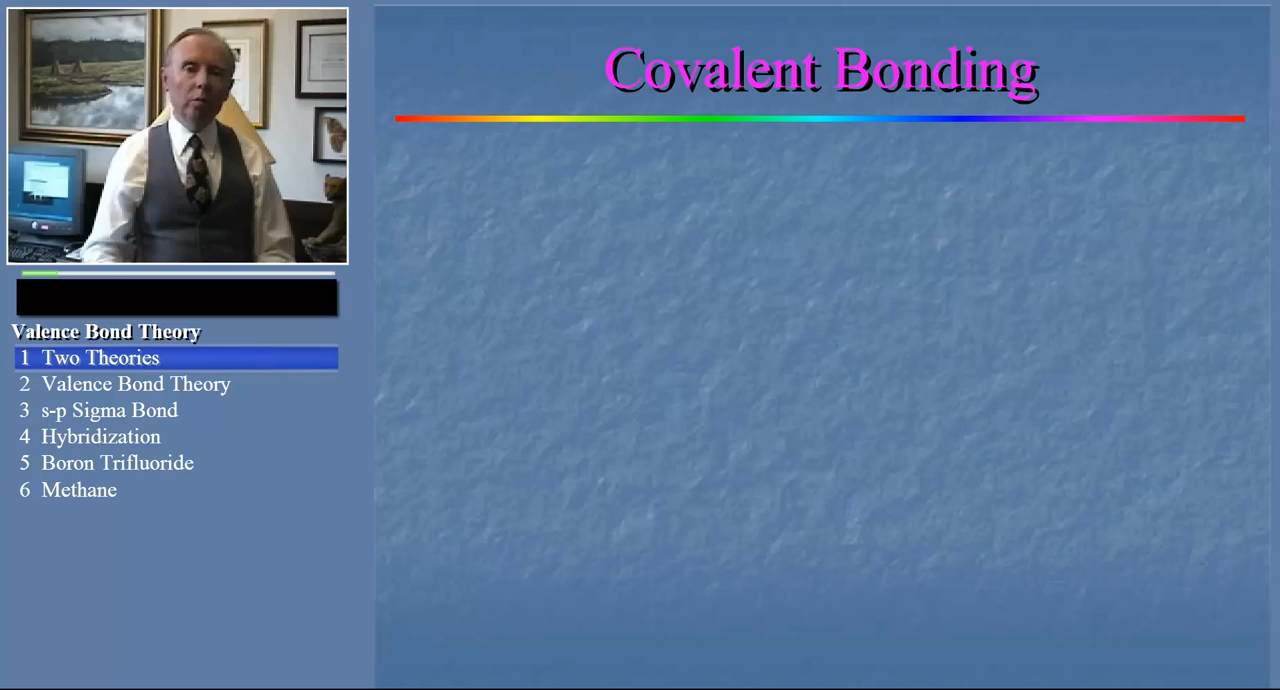 Covalent Bonding
Valence Bond Theory
1 Two Theories
2 Valence Bond Theory
3 s-p Sigma Bond
4 Hybridization
5 Boron Trifluoride
6 Methane